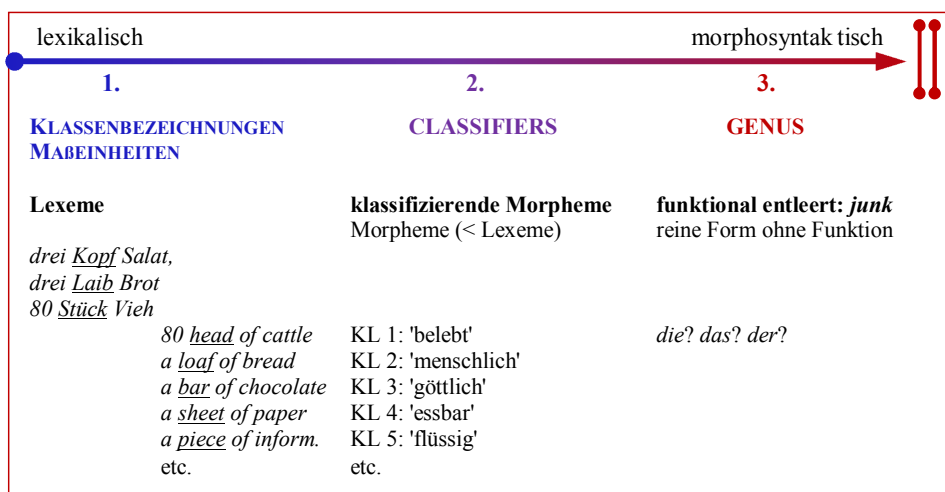 lexikalisch morphosyntak tisch
1. 2. 3.
KLASSENBEZEICHNUNGEN CLASSIFIERS GENUS
MAßEINHEITEN
Lexeme klassifizierende Morpheme funktional entleert: junk
Morpheme (< Lexeme) reine Form ohne Funktion
drei Kopf Salat,
drei Laib Brot
80 Stück Vieh
80 head of cattle KL 1: 'belebt' die? das? der?
a loaf of bread KL 2: 'menschlich'
a bar of chocolate KL 3: 'göttlich'
a sheet of paper KL 4: 'essbar'
a piece of inform. KL 5: 'flüssig'
etc. etc.